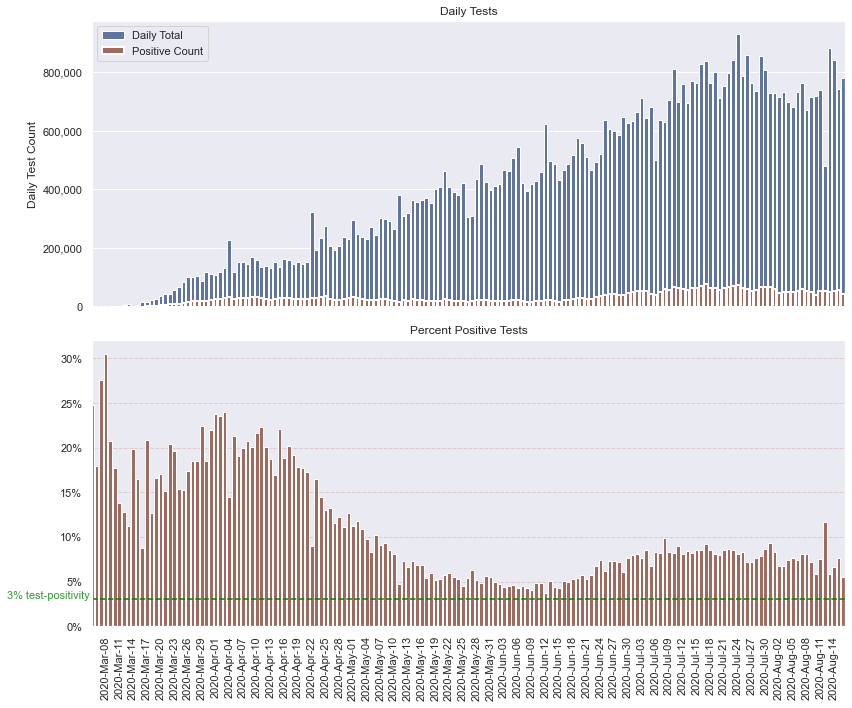 Daily Tests
Daily Total
Positive Count
800,000
600,000
400,000
200,000
0
Daily Test Count
Percent Positive Tests
30%
25%
20%
15%
10%
5%
3% test-positivity
0%
2020-Mar-08
2020-Mar-11
2020-Mar-14
2020-Mar-17
2020-Mar-20
2020-Mar-23
2020-Mar-26
2020-Mar-29
2020-Apr-01
2020-Apr-04
2020-Apr-07
2020-Apr-10
2020-Apr-13
2020-Apr-16
2020-Apr-19
2020-Apr-22
2020-Apr-25
2020-Apr-28
2020-May-01
2020-May-04
2020-May-07
2020-May-10
2020-May-13
2020-May-16
2020-May-19
2020-May-22
2020-May-25
2020-May-28
2020-May-31
2020-Jun-03
2020-Jun-06
2020-Jun-09
2020-Jun-12
2020-Jun-15
2020-Jun-18
2020-Jun-21
2020-Jun-24
2020-Jun-27
2020-Jun-30
2020-Jul-03
2020-Jul-06
2020-Jul-09
2020-Jul-12
2020-Jul-15
2020-Jul-18
2020-Jul-21
2020-Jul-24
2020-Jul-27
2020-Jul-30
2020-Aug-02
2020-Aug-05
2020-Aug-08
2020-Aug-11
2020-Aug-14